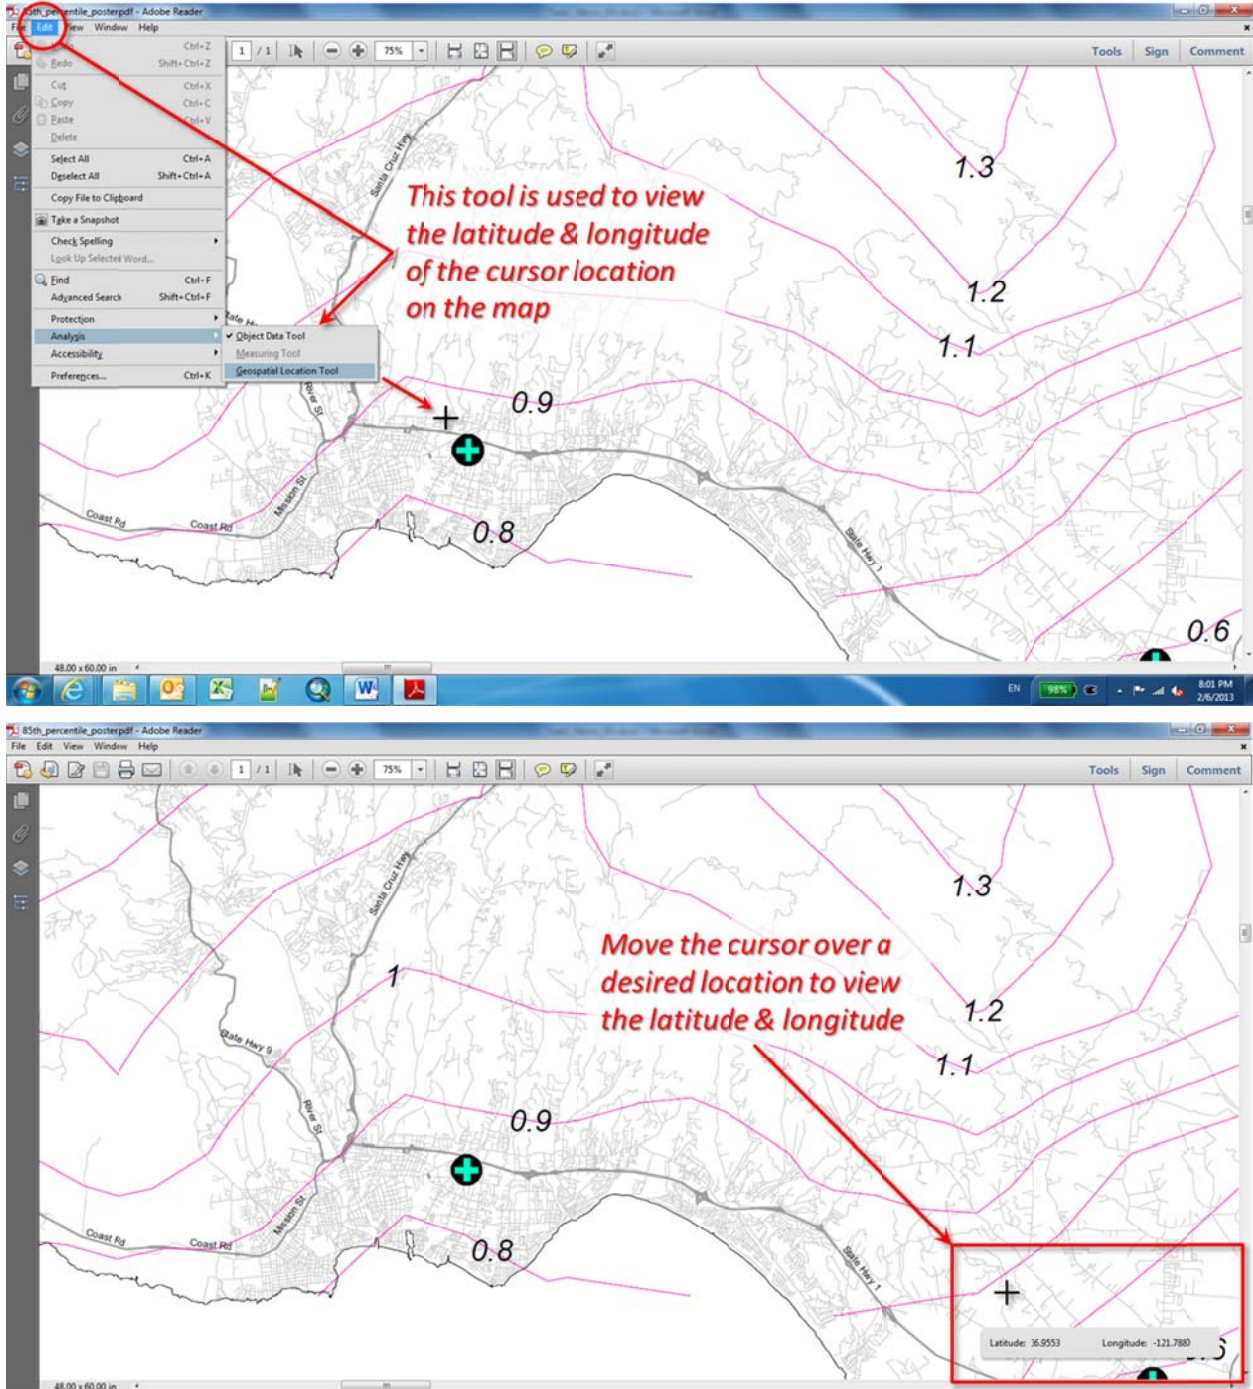 85th_percentile_posterpdf - Adobe Reader
File Edit View Window Help
1 / 1 75% Tools Sign Comment
Undo Ctrl+Z
Redo Shift+Ctrl+Z
Cut Ctrl+X
Copy Ctrl+C
Paste Ctrl+V
Delete
Select All Ctrl+A
Deselect All Shift+Ctrl+A
Copy File to Clipboard
Take a Snapshot
Check Spelling
Look Up Selected Word...
Find Ctrl+F
Advanced Search Shift+Ctrl+F
Protection
Analysis
Accessibility
Preferences... Ctrl+K
Object Data Tool
Measuring Tool
Geospatial Location Tool
This tool is used to view
the latitude & longitude
of the cursor location
on the map
Santa Cruz Hwy
1.3
1.2
1.1
0.9
River St
Mission St
Coast Rd
Coast Rd
0.8
State Hwy 1
0.6
48.00 x 60.00 in
EN 98% 8:01 PM
2/6/2013
85th_percentile_posterpdf - Adobe Reader
File Edit View Window Help
1 / 1 75% Tools Sign Comment
Santa Cruz Hwy
1.3
Move the cursor over a
desired location to view
the latitude & longitude
1
1.2
State Hwy 9
1.1
River St
0.9
Mission St
Coast Rd
Coast Rd
0.8
State Hwy 1
Latitude: 36.9553 Longitude: -121.7880
48.00 x 60.00 in